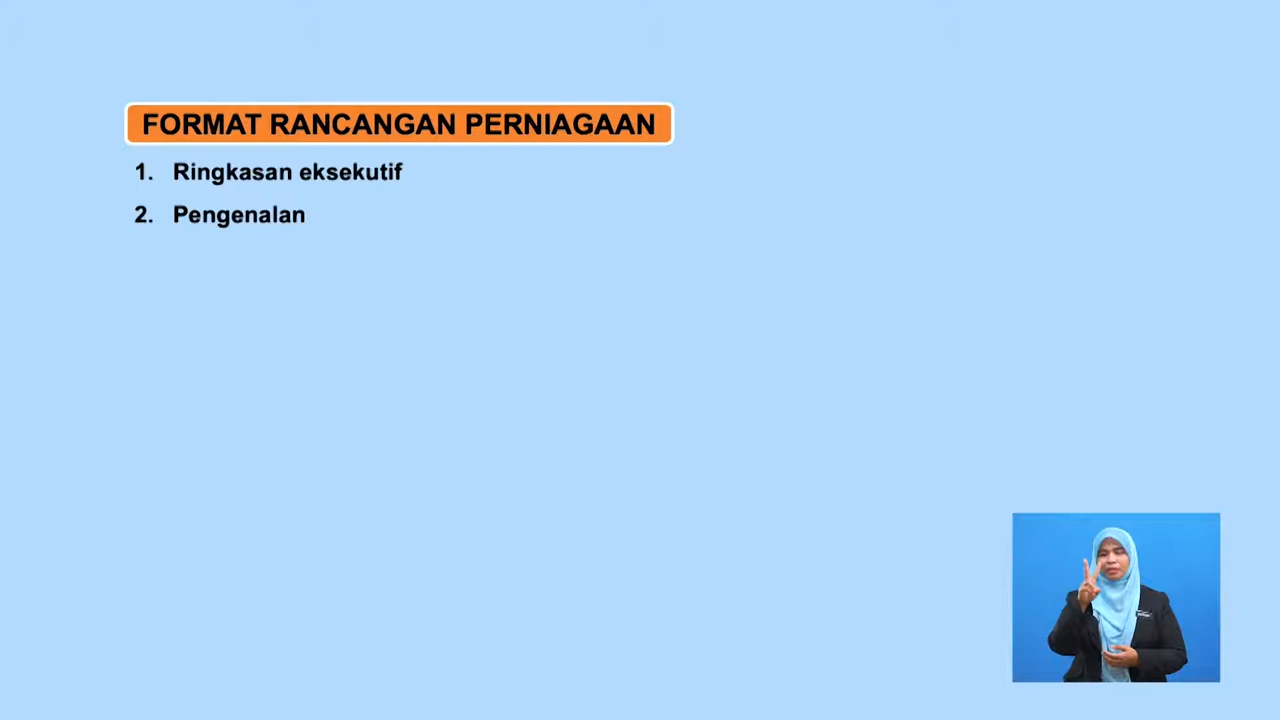 FORMAT RANCANGAN PERNIAGAAN
1. Ringkasan eksekutif
2. Pengenalan